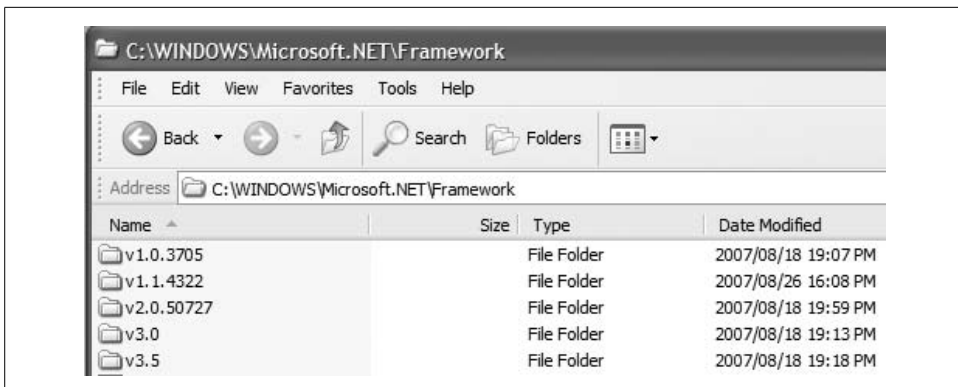 C:\WINDOWS\Microsoft.NET\Framework
File Edit View Favorites Tools Help
Back Search Folders
Address C:\WINDOWS\Microsoft.NET\Framework
Name Size Type Date Modified
v1.0.3705 File Folder 2007/08/18 19:07 PM
v1.1.4322 File Folder 2007/08/26 16:08 PM
v2.0.50727 File Folder 2007/08/18 19:59 PM
v3.0 File Folder 2007/08/18 19:13 PM
v3.5 File Folder 2007/08/18 19:18 PM